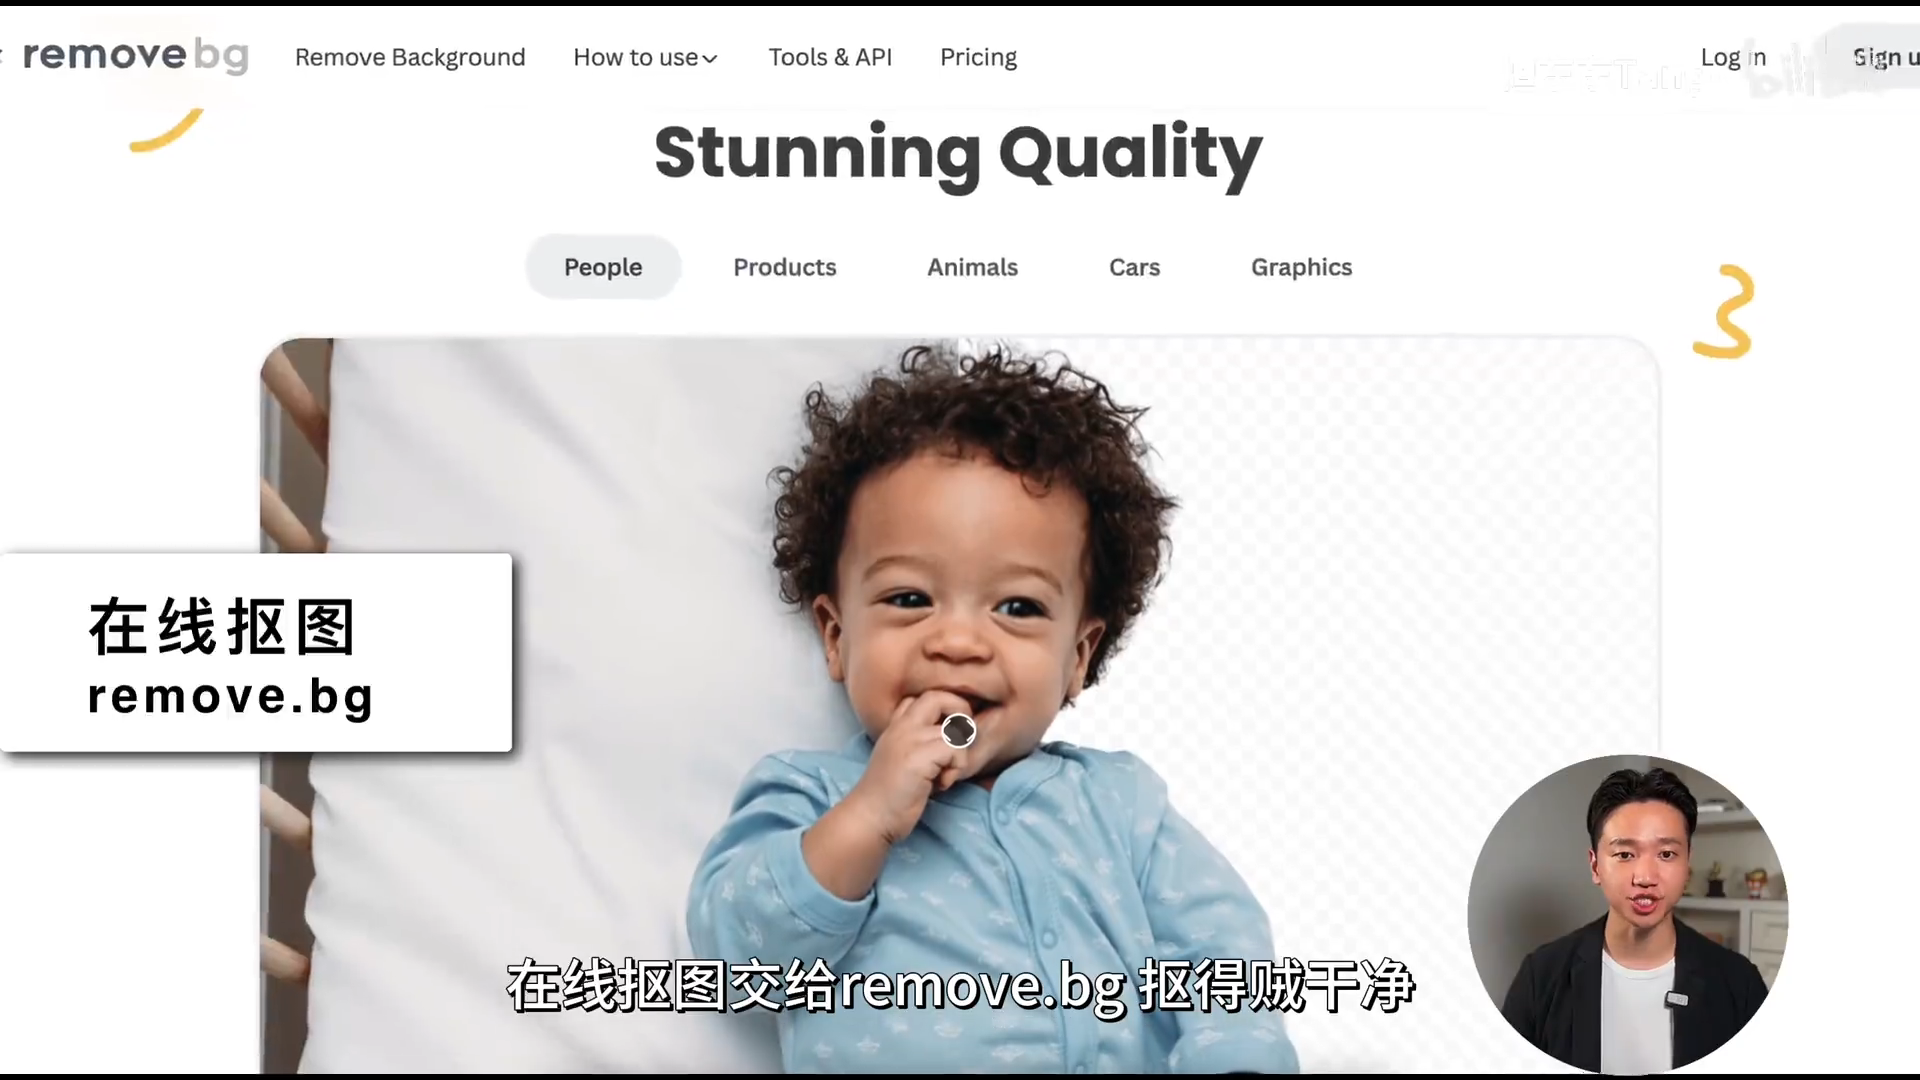 remove bg
Remove Background
How to use
Tools & API
Pricing
Log in
Sign u
Stunning Quality
People
Products
Animals
Cars
Graphics
在线抠图
remove.bg
在线抠图交给remove.bg 抠得贼干净